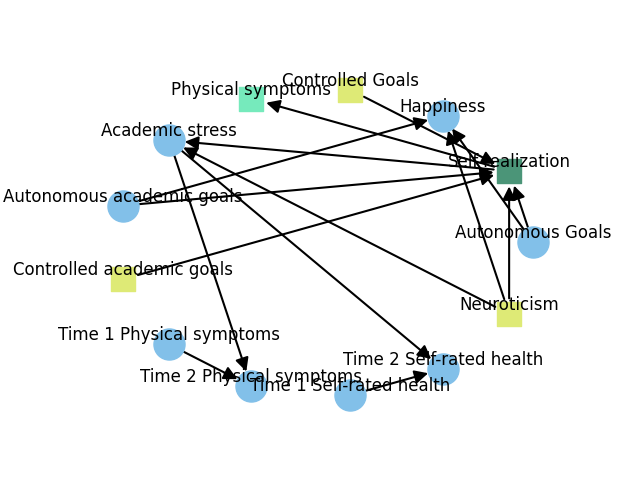 Controlled Goals
Physical symptoms
Happiness
Academic stress
Self-realization
Autonomous academic goals
Autonomous Goals
Controlled academic goals
Neuroticism
Time 1 Physical symptoms
Time 2 Self-rated health
Time 2 Physical symptoms
Time 1 Self-rated health